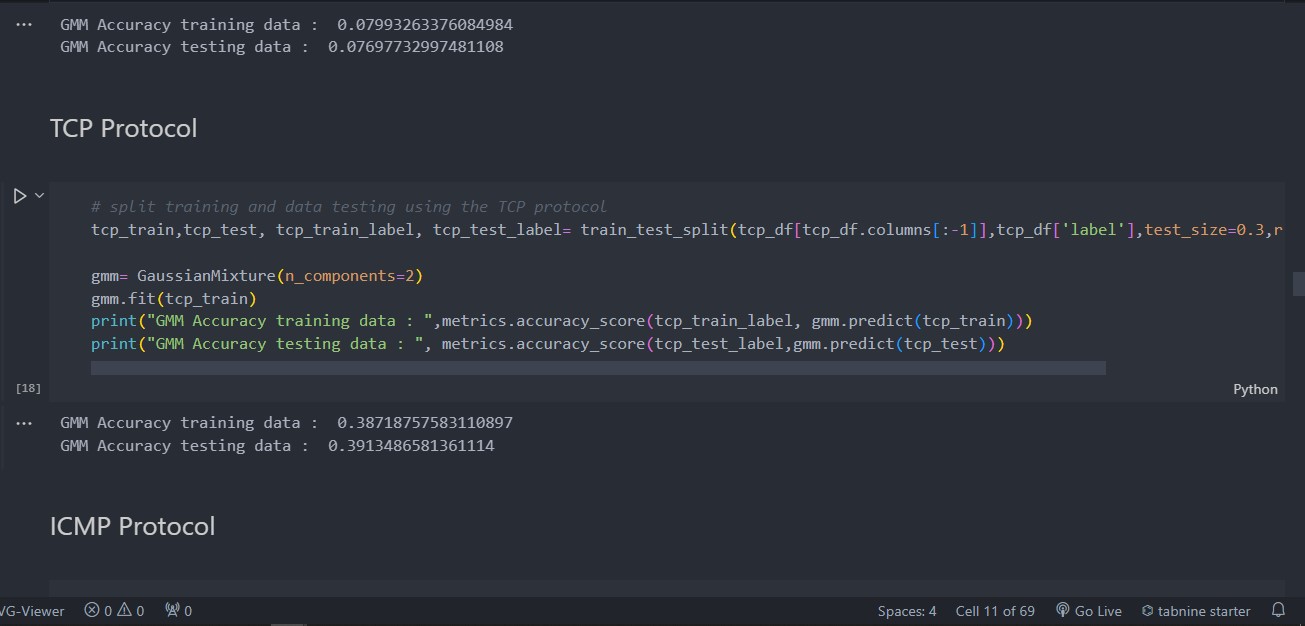 ... GMM Accuracy training data :  0.07993263376084984
GMM Accuracy testing data :  0.07697732997481108
TCP Protocol
# split training and data testing using the TCP protocol
tcp_train,tcp_test, tcp_train_label, tcp_test_label= train_test_split(tcp_df[tcp_df.columns[:-1]],tcp_df['label'],test_size=0.3,r
gmm= GaussianMixture(n_components=2)
gmm.fit(tcp_train)
print("GMM Accuracy training data : ",metrics.accuracy_score(tcp_train_label, gmm.predict(tcp_train)))
print("GMM Accuracy testing data : ", metrics.accuracy_score(tcp_test_label,gmm.predict(tcp_test)))
[18] Python
... GMM Accuracy training data :  0.38718757583110897
GMM Accuracy testing data :  0.3913486581361114
ICMP Protocol
VG-Viewer 0 0 0 Spaces: 4 Cell 11 of 69 Go Live tabnine starter